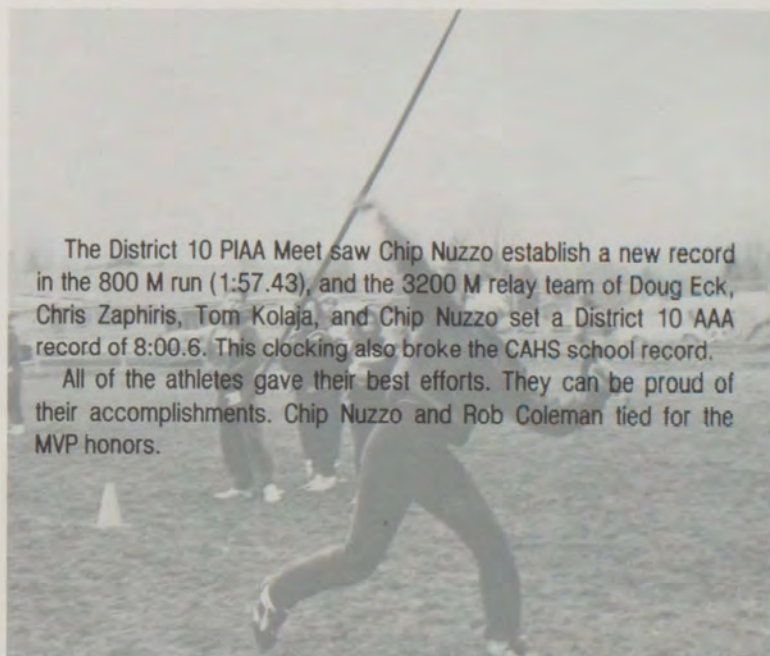 The District 10 PIAA Meet saw Chip Nuzzo establish a new record
in the 800 M run (1:57.43), and the 3200 M relay team of Doug Eck,
Chris Zaphiris, Tom Kolaja, and Chip Nuzzo set a District 10 AAA
record of 8:00.6. This clocking also broke the CAHS school record.
All of the athletes gave their best efforts. They can be proud of
their accomplishments. Chip Nuzzo and Rob Coleman tied for the
MVP honors.